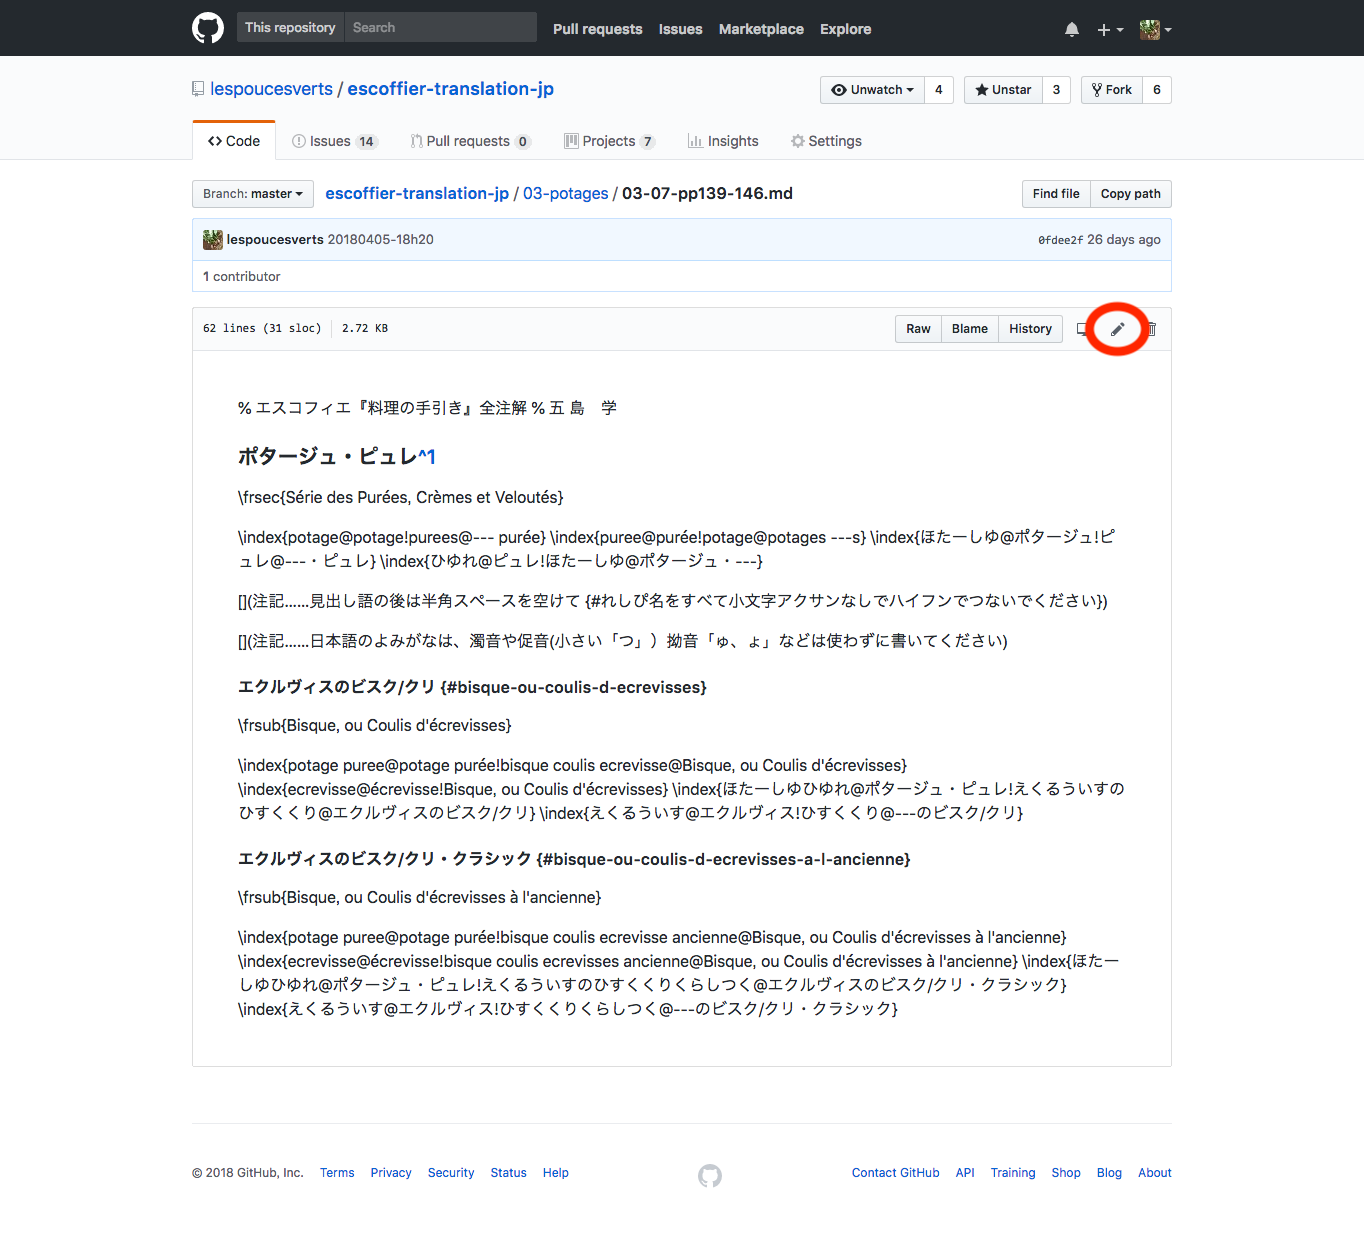 This repository Search Pull requests Issues Marketplace Explore
lespoucesverts / escoffier-translation-jp Unwatch 4 Unstar 3 Fork 6
Code Issues 14 Pull requests 0 Projects 7 Insights Settings
Branch: master escoffier-translation-jp / 03-potages / 03-07-pp139-146.md Find file Copy path
lespoucesverts 20180405-18h20 0fdee2f 26 days ago
1 contributor
62 lines (31 sloc) 2.72 KB Raw Blame History
% エスコフィエ『料理の手引き』全注解 % 五 島　学
ポタージュ・ピュレ^1
\frsec{Série des Purées, Crèmes et Veloutés}
\index{potage@potage!purees@--- purée} \index{puree@purée!potage@potages ---s} \index{ほたーしゆ@ポタージュ!ピ
ュレ@---・ピュレ} \index{ひゆれ@ピュレ!ほたーしゆ@ポタージュ・---}
[](注記……見出し語の後は半角スペースを空けて {#れしぴ名をすべて小文字アクサンなしでハイフンでつないでください})
[](注記……日本語のよみがなは、濁音や促音(小さい「つ」）拗音「ゅ、ょ」などは使わずに書いてください)
エクルヴィスのビスク/クリ {#bisque-ou-coulis-d-ecrevisses}
\frsub{Bisque, ou Coulis d'écrevisses}
\index{potage puree@potage purée!bisque coulis ecrevisse@Bisque, ou Coulis d'écrevisses}
\index{ecrevisse@écrevisse!Bisque, ou Coulis d'écrevisses} \index{ほたーしゆひゆれ@ポタージュ・ピュレ!えくるういすの
ひすくくり@エクルヴィスのビスク/クリ} \index{えくるういす@エクルヴィス!ひすくくり@---のビスク/クリ}
エクルヴィスのビスク/クリ・クラシック {#bisque-ou-coulis-d-ecrevisses-a-l-ancienne}
\frsub{Bisque, ou Coulis d'écrevisses à l'ancienne}
\index{potage puree@potage purée!bisque coulis ecrevisse ancienne@Bisque, ou Coulis d'écrevisses à l'ancienne}
\index{ecrevisse@écrevisse!bisque coulis ecrevisses ancienne@Bisque, ou Coulis d'écrevisses à l'ancienne} \index{ほたー
しゆひゆれ@ポタージュ・ピュレ!えくるういすのひすくくりくらしつく@エクルヴィスのビスク/クリ・クラシック}
\index{えくるういす@エクルヴィス!ひすくくりくらしつく@---のビスク/クリ・クラシック}
© 2018 GitHub, Inc. Terms Privacy Security Status Help Contact GitHub API Training Shop Blog About